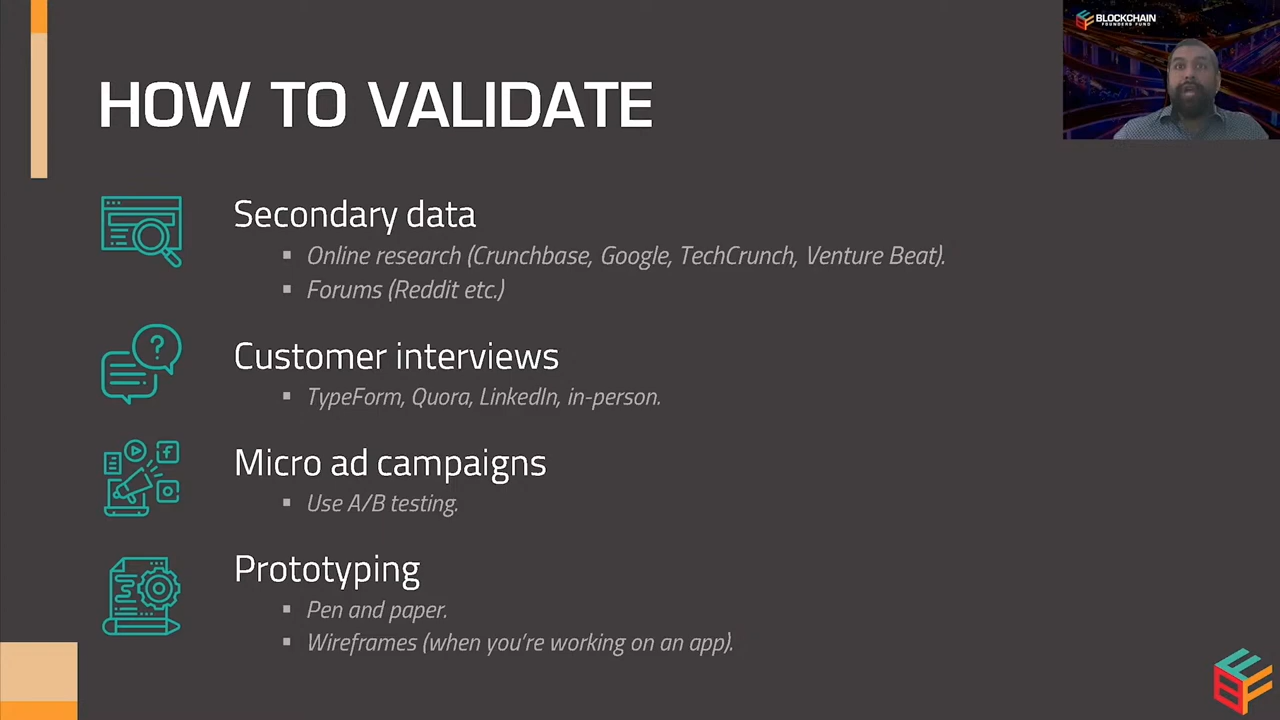 BLOCKCHAIN
FOUNDERS FUND
HOW TO VALIDATE
Secondary data
▪ Online research (Crunchbase, Google, TechCrunch, Venture Beat).
▪ Forums (Reddit etc.)
Customer interviews
▪ TypeForm, Quora, LinkedIn, in-person.
Micro ad campaigns
▪ Use A/B testing.
Prototyping
▪ Pen and paper.
▪ Wireframes (when you’re working on an app).